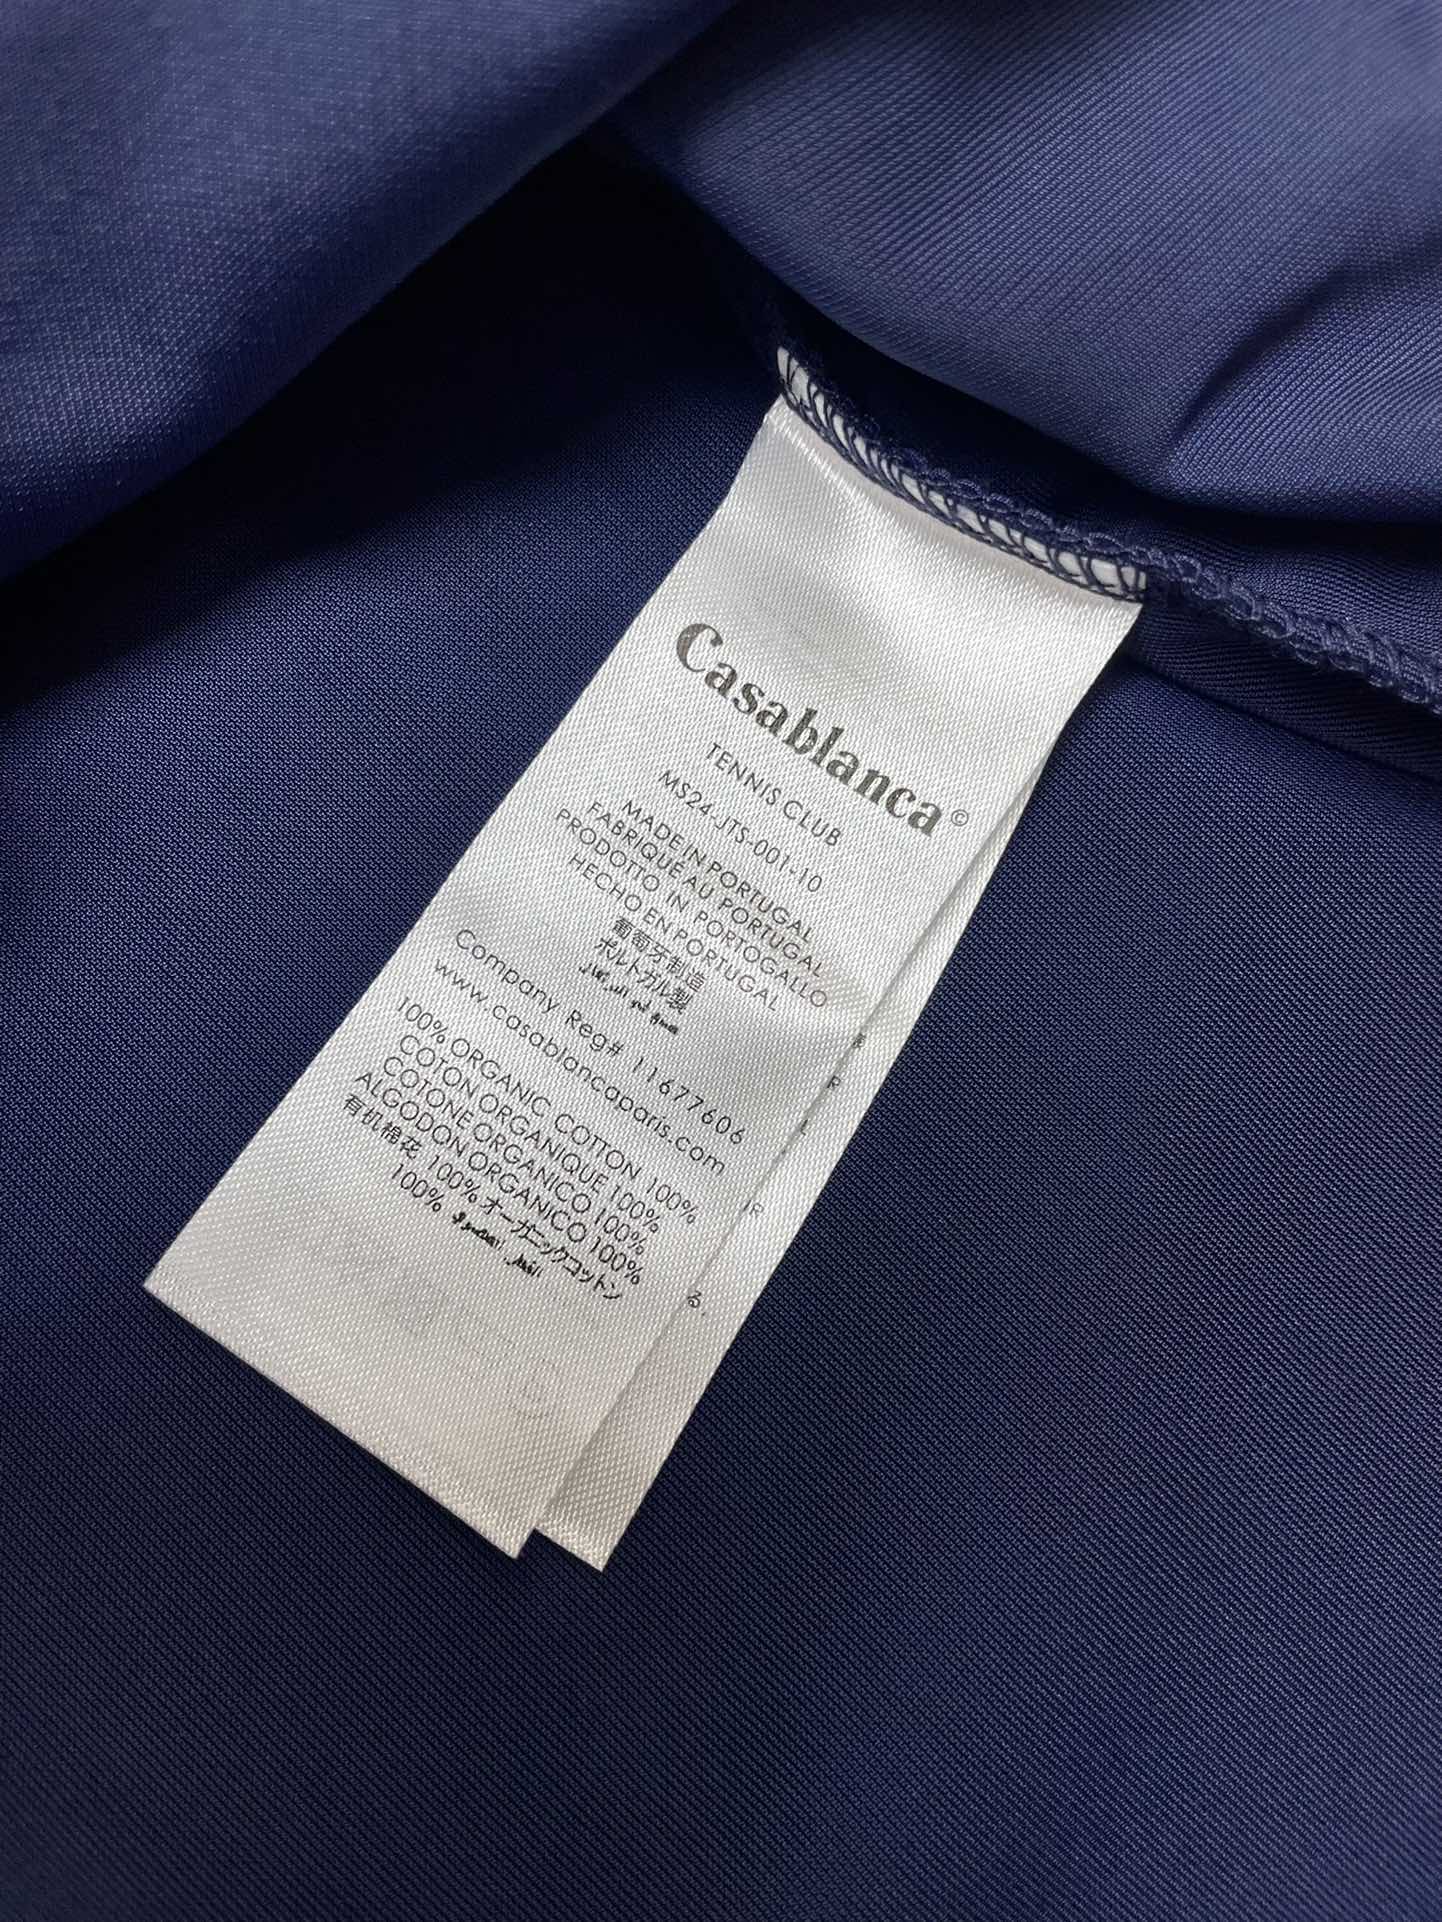 Casablanca©
TENNIS CLUB
MS24-JTS-001-10
MADE IN PORTUGAL
FABRIQUÉ AU PORTUGAL
PRODOTTO IN PORTOGALLO
HECHO EN PORTUGAL
葡萄牙制造
ポルトガル製
Company Reg# 11677606
www.casablancaparis.com
100% ORGANIC COTTON 100%
COTON ORGANIQUE 100%
COTONE ORGANICO 100%
ALGODON ORGANICO 100%
有机棉花 100% オーガニックコットン
100%
る.